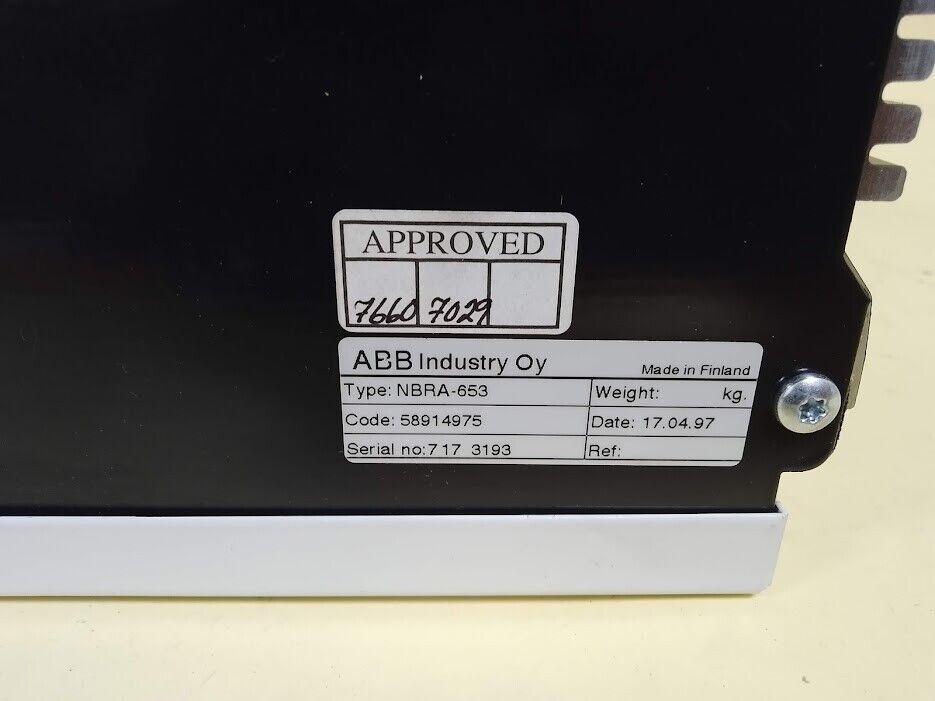 APPROVED
7660 7029
ABB Industry Oy Made in Finland
Type: NBRA-653 Weight: kg.
Code: 58914975 Date: 17.04.97
Serial no:717 3193 Ref: